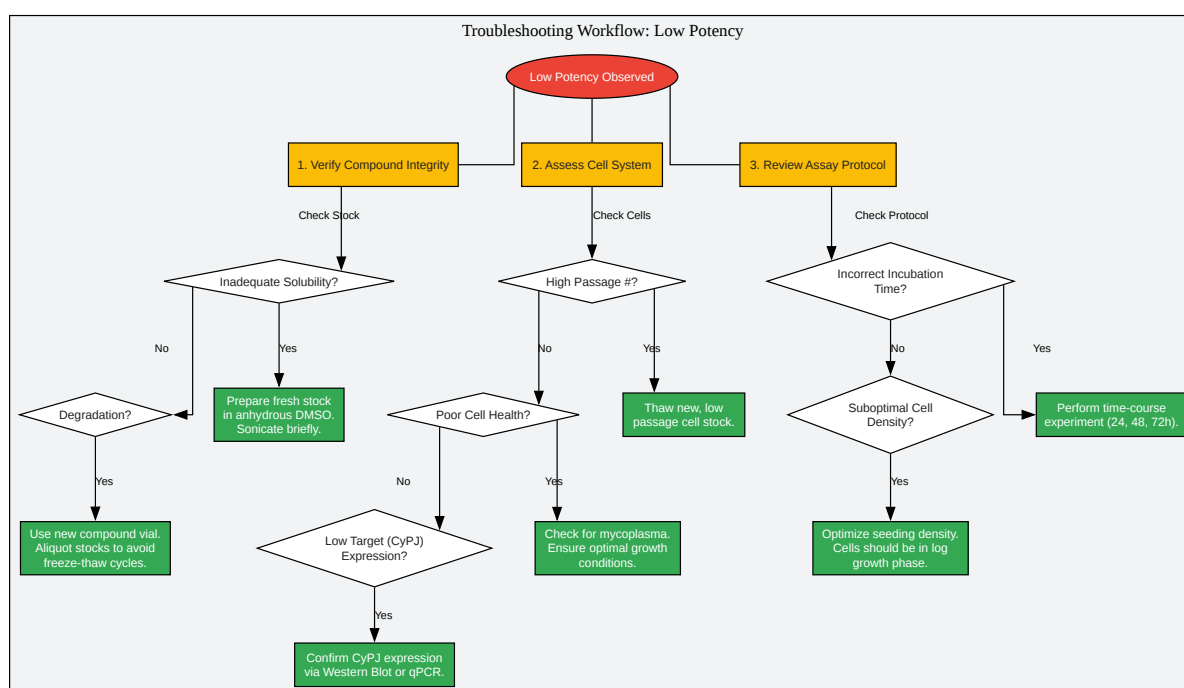 Troubleshooting Workflow: Low Potency
Low Potency Observed
1. Verify Compound Integrity
2. Assess Cell System
3. Review Assay Protocol
Check Stock
Check Cells
Check Protocol
Inadequate Solubility?
High Passage #?
Incorrect Incubation
Time?
No
Yes
No
Yes
No
Yes
Degradation?
Prepare fresh stock
in anhydrous DMSO.
Sonicate briefly.
Poor Cell Health?
Thaw new, low
passage cell stock.
Suboptimal Cell
Density?
Perform time-course
experiment (24, 48, 72h).
Yes
No
Yes
Yes
Use new compound vial.
Aliquot stocks to avoid
freeze-thaw cycles.
Low Target (CyPJ)
Expression?
Check for mycoplasma.
Ensure optimal growth
conditions.
Optimize seeding density.
Cells should be in log
growth phase.
Yes
Confirm CyPJ expression
via Western Blot or qPCR.